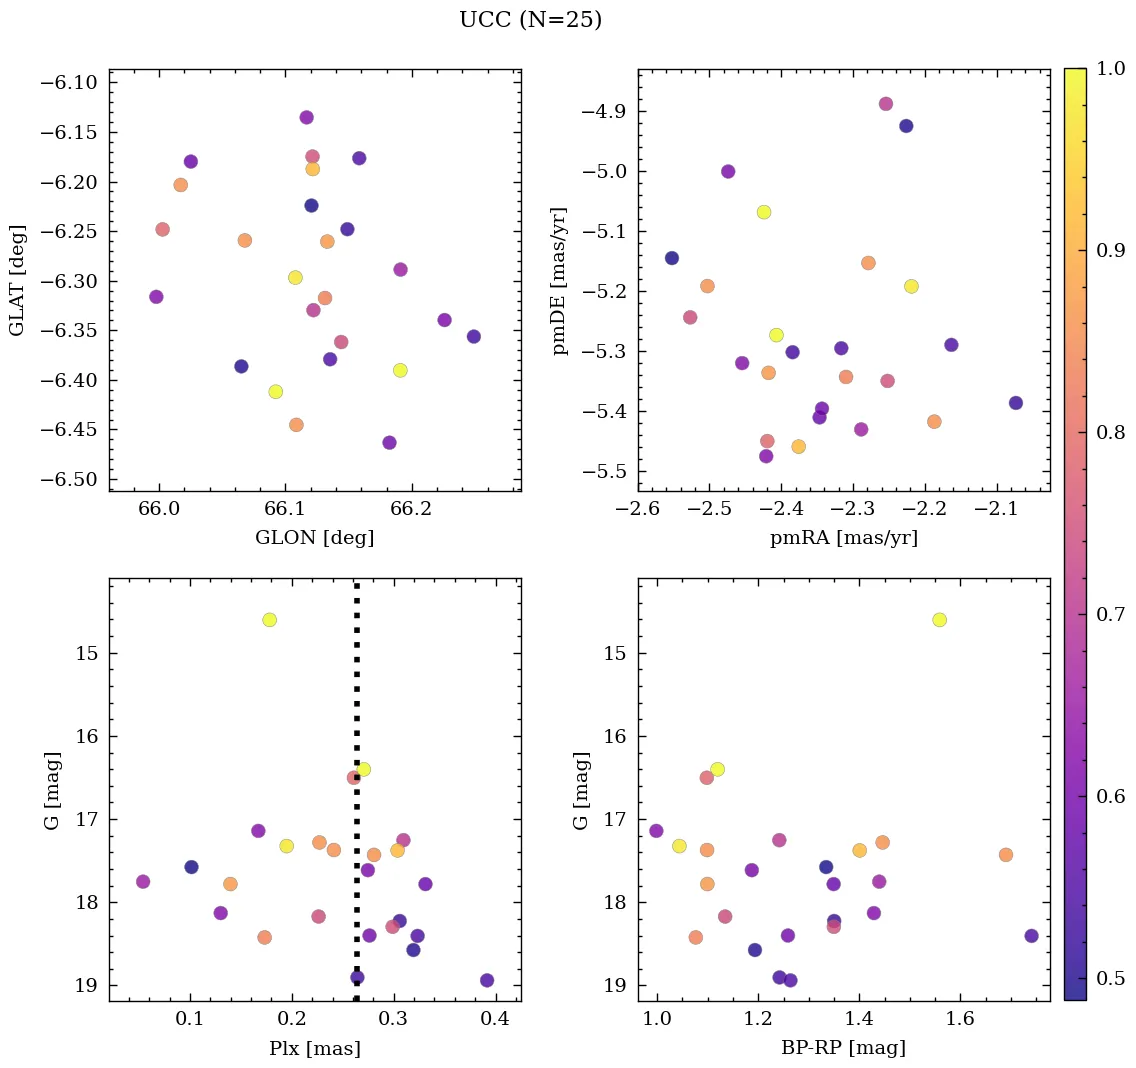 UCC (N=25)
−6.10
−6.15
−6.20
−6.25
−6.30
−6.35
−6.40
−6.45
−6.50
GLAT [deg]
66.0 66.1 66.2
GLON [deg]
−4.9
−5.0
−5.1
−5.2
−5.3
−5.4
−5.5
pmDE [mas/yr]
−2.6 −2.5 −2.4 −2.3 −2.2 −2.1
pmRA [mas/yr]
15
16
17
18
19
G [mag]
0.1 0.2 0.3 0.4
Plx [mas]
15
16
17
18
19
G [mag]
1.0 1.2 1.4 1.6
BP-RP [mag]
1.0
0.9
0.8
0.7
0.6
0.5